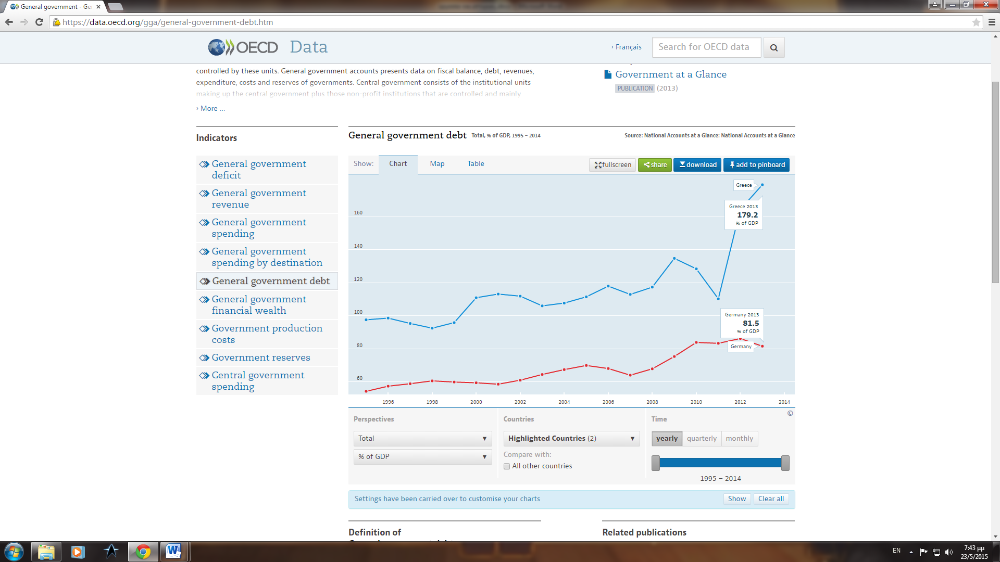 General government - Ge
https://data.oecd.org/gga/general-government-debt.htm
OECD Data
› Français
Search for OECD data
controlled by these units. General government accounts presents data on fiscal balance, debt, revenues,
expenditure, costs and reserves of governments. Central government consists of the institutional units
making up the central government plus those non-profit institutions that are controlled and mainly
› More ...
Government at a Glance
PUBLICATION (2013)
Indicators
General government
deficit
General government
revenue
General government
spending
General government
spending by destination
General government debt
General government
financial wealth
Government production
costs
Government reserves
Central government
spending
General government debt Total, % of GDP, 1995 – 2014
Source: National Accounts at a Glance: National Accounts at a Glance
Show: Chart Map Table
fullscreen share download add to pinboard
Greece
Greece 2013
179.2
% of GDP
160
140
120
100
80
60
Germany 2013
81.5
% of GDP
Germany
1996 1998 2000 2002 2004 2006 2008 2010 2012 2014
©
Perspectives
Total
% of GDP
Countries
Highlighted Countries (2)
Compare with:
All other countries
Time
yearly quarterly monthly
1995 – 2014
Settings have been carried over to customise your charts
Show Clear all
Definition of
Related publications
EN
7:43 μμ
23/5/2015